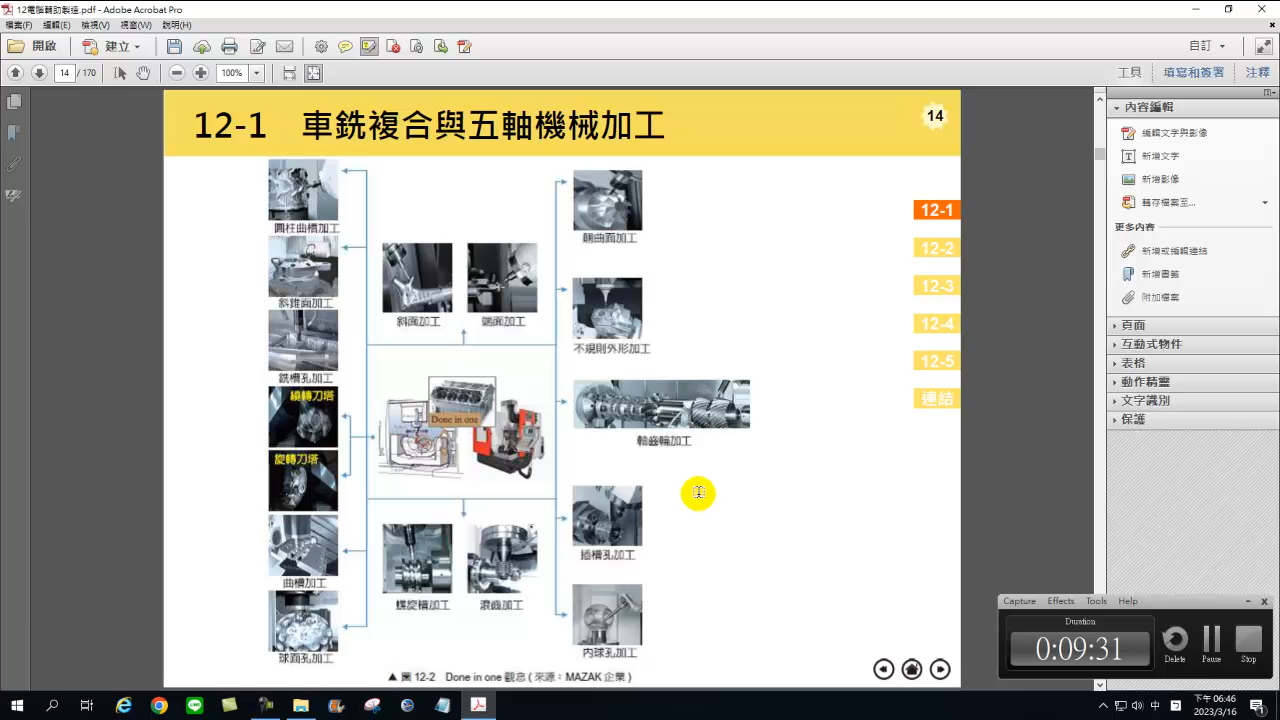 12電腦輔助製造.pdf - Adobe Acrobat Pro
檔案(F) 編輯(E) 檢視(V) 視窗(W) 說明(H)
開啟 建立 自訂
14 / 170 100% 工具 填寫和簽署 注釋
12-1 車銑複合與五軸機械加工
14
圓柱曲槽加工
翹曲面加工
斜錐面加工
斜面加工
端面加工
不規則外形加工
銑槽孔加工
繞轉刀塔
Done in one
軸齒輪加工
旋轉刀塔
插槽孔加工
曲槽加工
螺旋槽加工
滾齒加工
球面孔加工
內球孔加工
▲ 圖 12-2 Done in one 觀念 ( 來源：MAZAK 企業 )
12-1
12-2
12-3
12-4
12-5
連結
內容編輯
編輯文字與影像
新增文字
新增影像
轉存檔案至...
更多內容
新增或編輯連結
新增書籤
附加檔案
頁面
互動式物件
表格
動作精靈
文字識別
保護
Capture Effects Tools Help
Duration
0:09:31
Delete Pause Stop
中
下午 06:46
2023/3/16
1